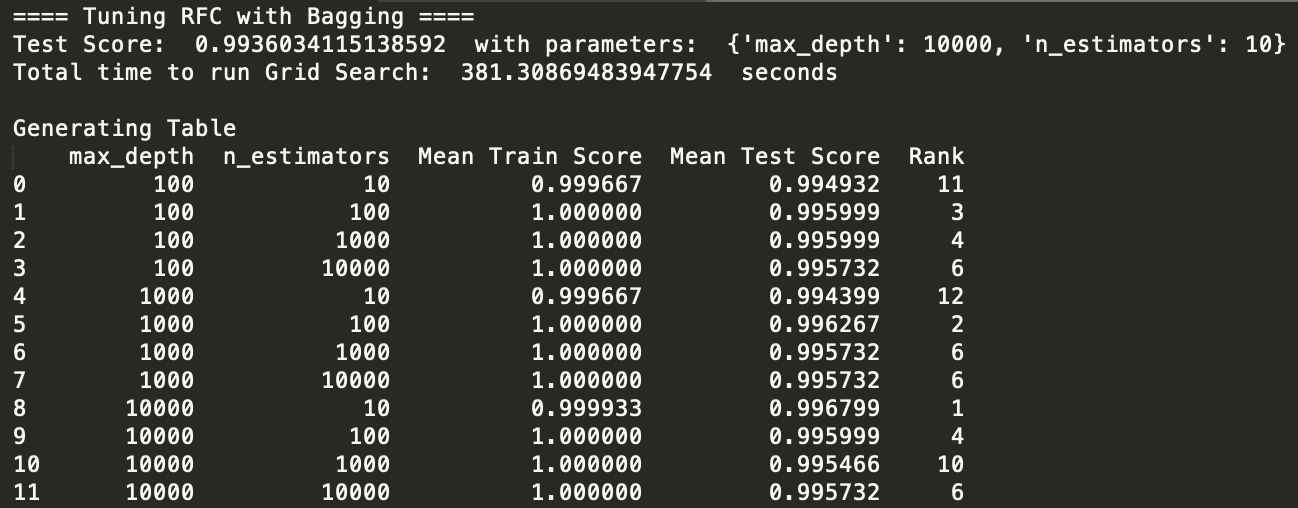 ==== Tuning RFC with Bagging ====
Test Score:  0.9936034115138592  with parameters:  {'max_depth': 10000, 'n_estimators': 10}
Total time to run Grid Search:  381.30869483947754  seconds

Generating Table
    max_depth  n_estimators  Mean Train Score  Mean Test Score  Rank
0         100            10          0.999667         0.994932    11
1         100           100          1.000000         0.995999     3
2         100          1000          1.000000         0.995999     4
3         100         10000          1.000000         0.995732     6
4        1000            10          0.999667         0.994399    12
5        1000           100          1.000000         0.996267     2
6        1000          1000          1.000000         0.995732     6
7        1000         10000          1.000000         0.995732     6
8       10000            10          0.999933         0.996799     1
9       10000           100          1.000000         0.995999     4
10      10000          1000          1.000000         0.995466    10
11      10000         10000          1.000000         0.995732     6